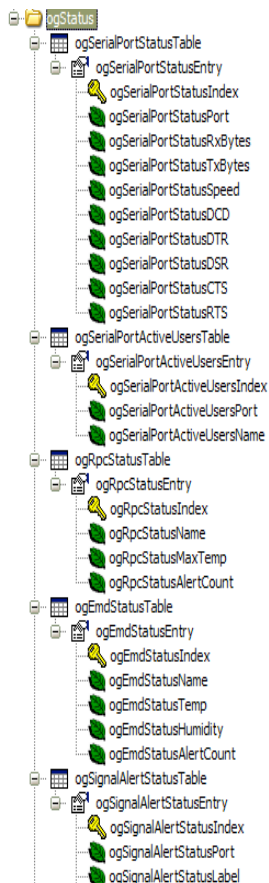 ogStatus
ogSerialPortStatusTable
ogSerialPortStatusEntry
ogSerialPortStatusIndex
ogSerialPortStatusPort
ogSerialPortStatusRxBytes
ogSerialPortStatusTxBytes
ogSerialPortStatusSpeed
ogSerialPortStatusDCD
ogSerialPortStatusDTR
ogSerialPortStatusDSR
ogSerialPortStatusCTS
ogSerialPortStatusRTS
ogSerialPortActiveUsersTable
ogSerialPortActiveUsersEntry
ogSerialPortActiveUsersIndex
ogSerialPortActiveUsersPort
ogSerialPortActiveUsersName
ogRpcStatusTable
ogRpcStatusEntry
ogRpcStatusIndex
ogRpcStatusName
ogRpcStatusMaxTemp
ogRpcStatusAlertCount
ogEmdStatusTable
ogEmdStatusEntry
ogEmdStatusIndex
ogEmdStatusName
ogEmdStatusTemp
ogEmdStatusHumidity
ogEmdStatusAlertCount
ogSignalAlertStatusTable
ogSignalAlertStatusEntry
ogSignalAlertStatusIndex
ogSignalAlertStatusPort
ogSignalAlertStatusLabel